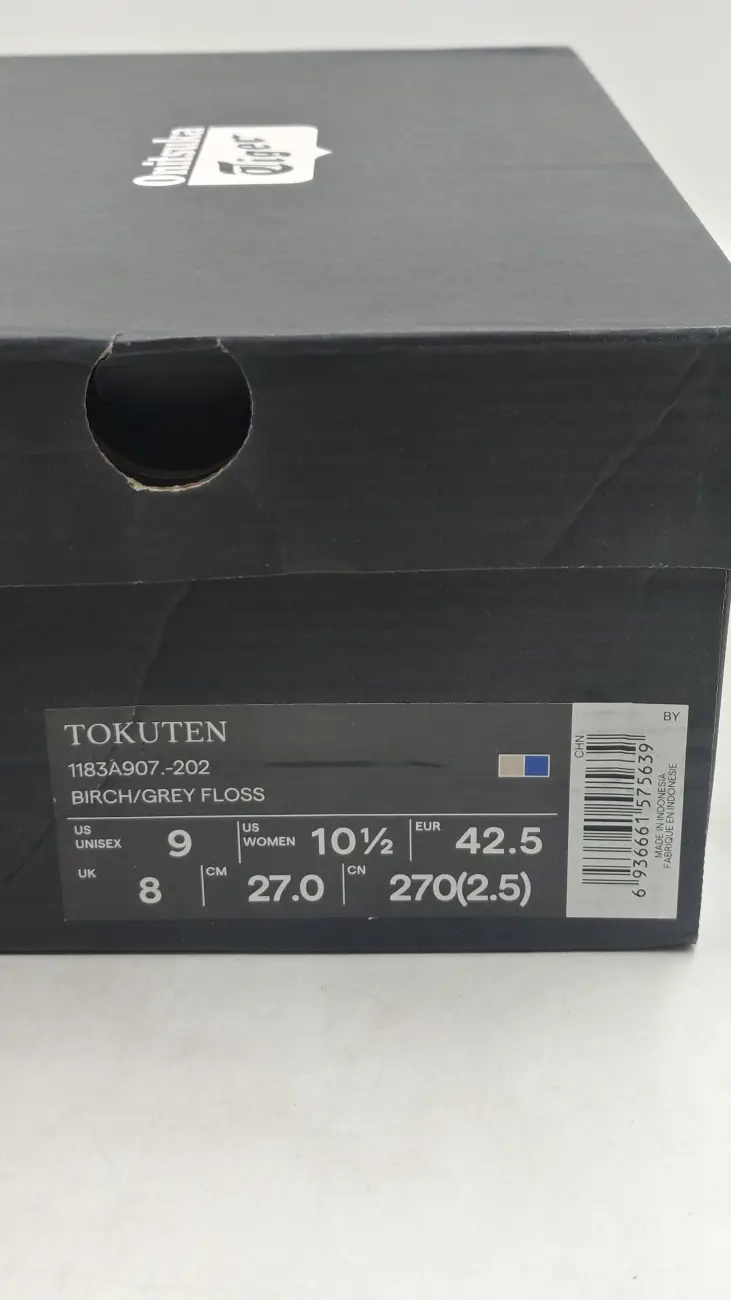 Onitsuka
Tiger
TOKUTEN
1183A907.-202
BIRCH/GREY FLOSS
US UNISEX 9 US WOMEN 10½ EUR 42.5
UK 8 CM 27.0 CN 270(2.5)
BY
CHN
6 936661 575639
MADE IN INDONESIA
FABRIQUE EN INDONESIE